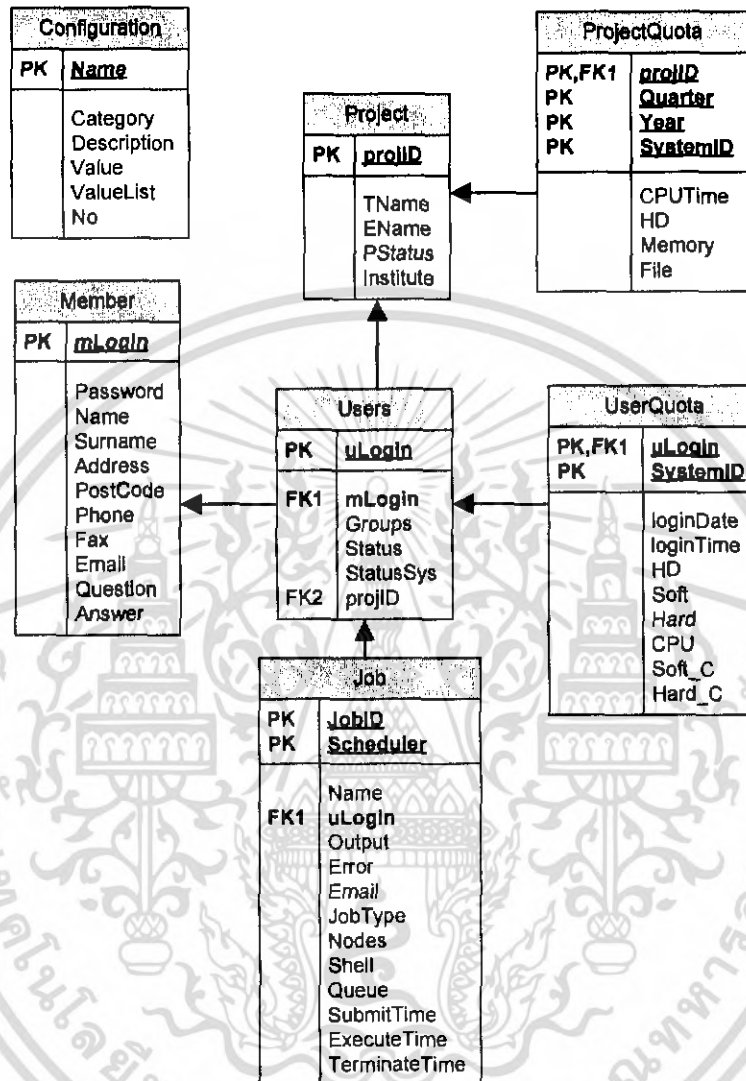 Configuration
PK Name
Category
Description
Value
ValueList
No
ProjectQuota
PK,FK1 projID
PK Quarter
PK Year
PK SystemID
CPUTime
HD
Memory
File
Project
PK projID
TName
EName
PStatus
Institute
Member
PK mLogin
Password
Name
Surname
Address
PostCode
Phone
Fax
Email
Question
Answer
Users
PK uLogin
FK1 mLogin
Groups
Status
StatusSys
FK2 projID
UserQuota
PK,FK1 uLogin
PK SystemID
loginDate
loginTime
HD
Soft
Hard
CPU
Soft_C
Hard_C
Job
PK JobID
PK Scheduler
Name
FK1 uLogin
Output
Error
Email
JobType
Nodes
Shell
Queue
SubmitTime
ExecuteTime
TerminateTime